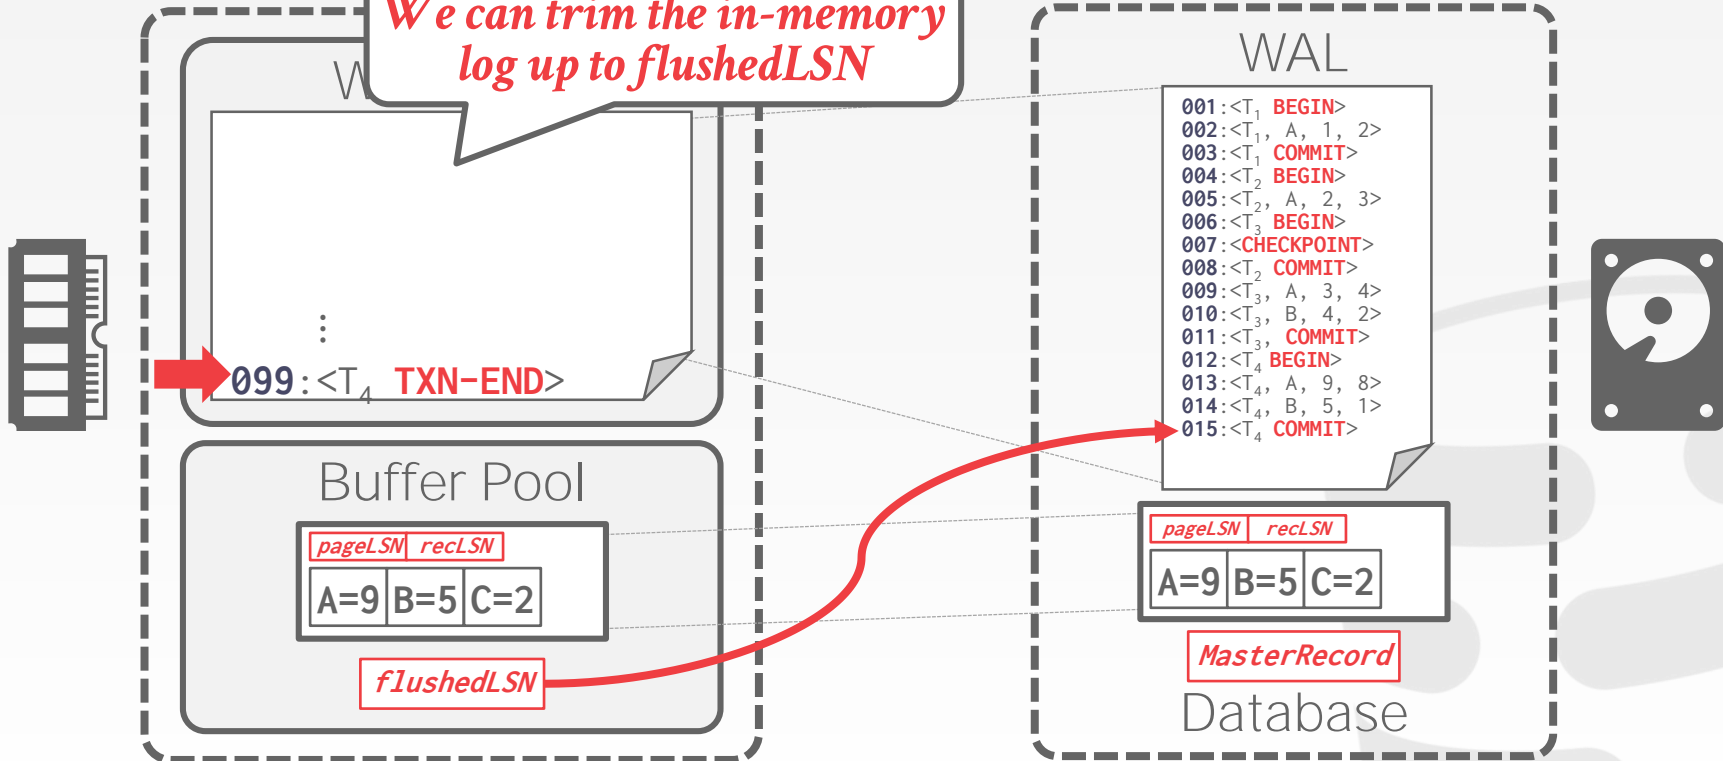 We can trim the in-memory
log up to flushedLSN
W
⋮
099:<T4 TXN-END>
Buffer Pool
pageLSN recLSN
A=9 B=5 C=2
flushedLSN
WAL
001:<T1 BEGIN>
002:<T1, A, 1, 2>
003:<T1 COMMIT>
004:<T2 BEGIN>
005:<T2, A, 2, 3>
006:<T3 BEGIN>
007:<CHECKPOINT>
008:<T2 COMMIT>
009:<T3, A, 3, 4>
010:<T3, B, 4, 2>
011:<T3, COMMIT>
012:<T4 BEGIN>
013:<T4, A, 9, 8>
014:<T4, B, 5, 1>
015:<T4 COMMIT>
pageLSN recLSN
A=9 B=5 C=2
MasterRecord
Database